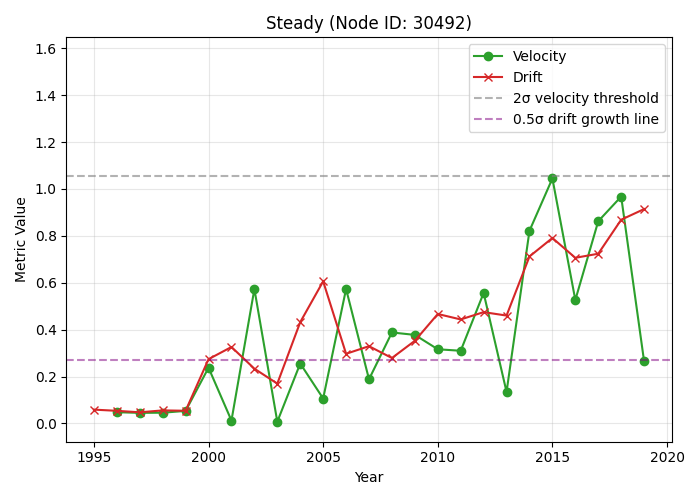 Steady (Node ID: 30492)
Velocity
Drift
2σ velocity threshold
0.5σ drift growth line
Metric Value
1.6
1.4
1.2
1.0
0.8
0.6
0.4
0.2
0.0
1995
2000
2005
2010
2015
2020
Year